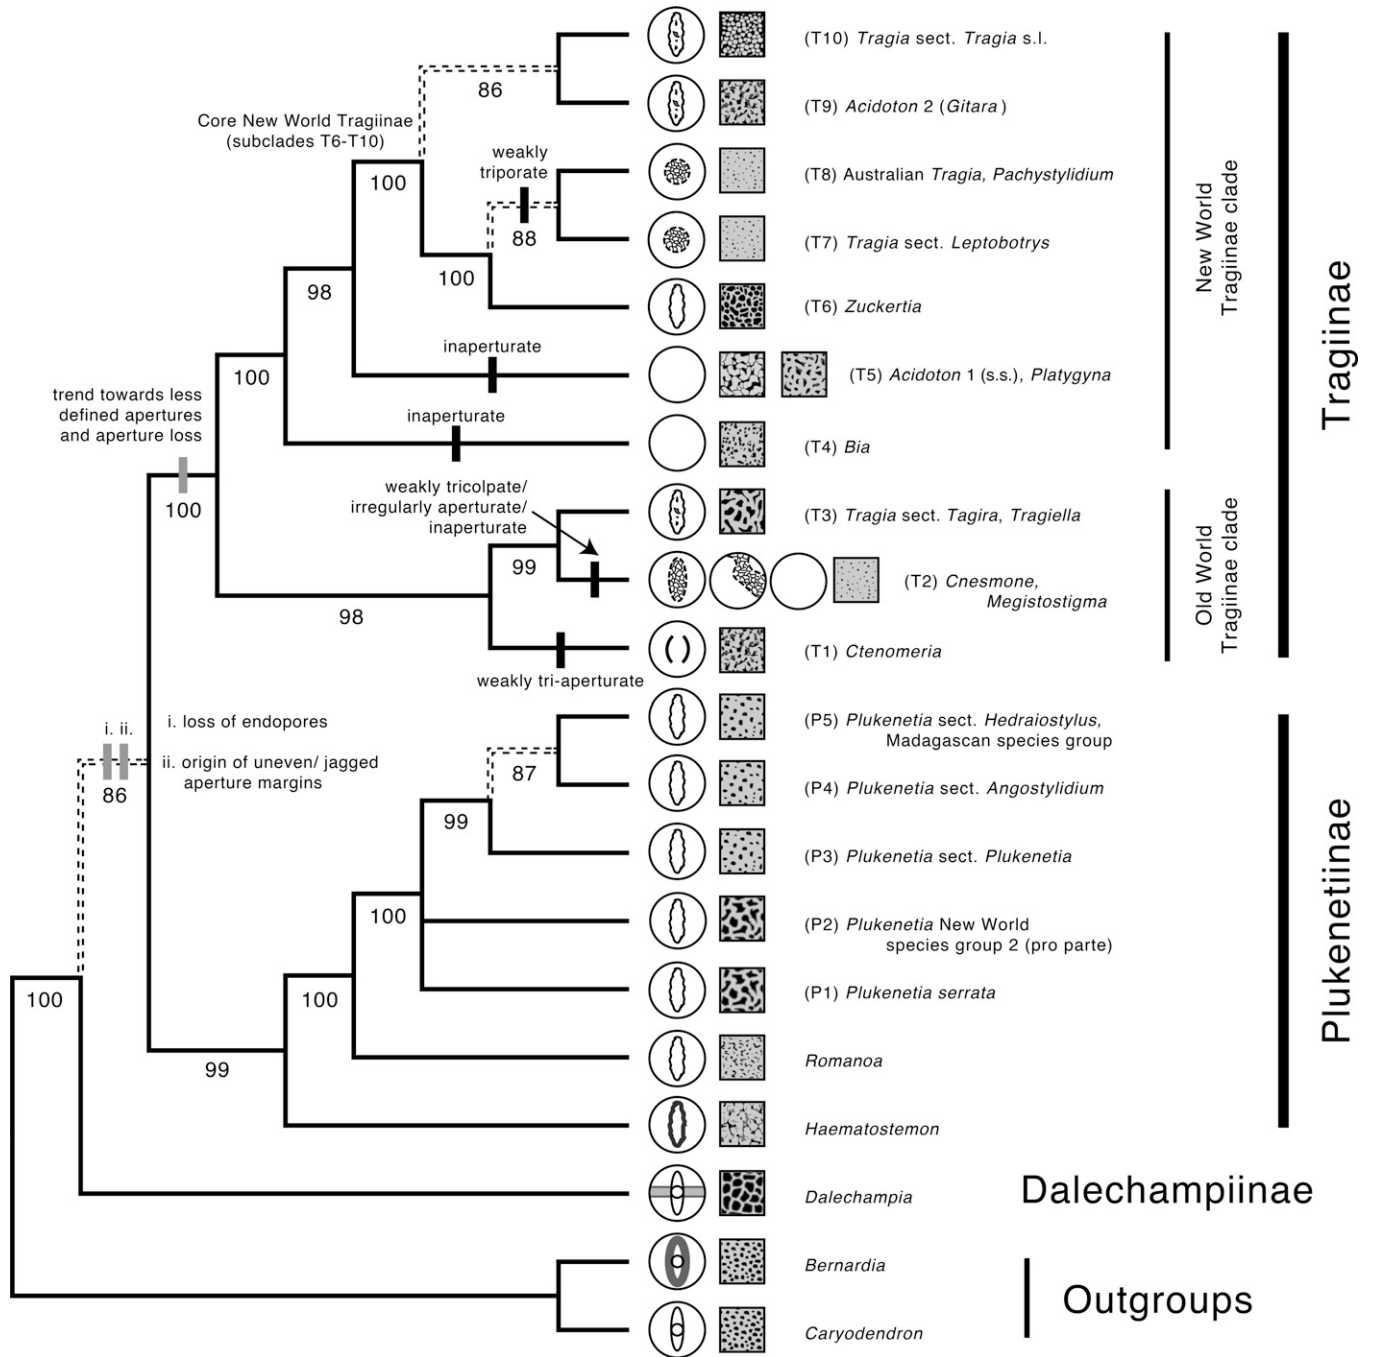 (T10) Tragia sect. Tragia s.l.
86
(T9) Acidoton 2 (Gitara)
Core New World Tragiinae
(subclades T6-T10)
weakly
triporate
100
(T8) Australian Tragia, Pachystylidium
88
(T7) Tragia sect. Leptobotrys
100
98
(T6) Zuckertia
inaperturate
(T5) Acidoton 1 (s.s.), Platygyna
100
trend towards less
defined apertures
and aperture loss
inaperturate
(T4) Bia
100
weakly tricolpate/
irregularly aperturate/
inaperturate
(T3) Tragia sect. Tagira, Tragiella
99
(T2) Cnesmone,
Megistostigma
98
(T1) Ctenomeria
weakly tri-aperturate
New World
Tragiinae clade
Old World
Tragiinae clade
Tragiinae
i. ii.
i. loss of endopores
ii. origin of uneven/ jagged
aperture margins
86
(P5) Plukenetia sect. Hedraiostylus,
Madagascan species group
87
(P4) Plukenetia sect. Angostylidium
99
(P3) Plukenetia sect. Plukenetia
100
(P2) Plukenetia New World
species group 2 (pro parte)
100
(P1) Plukenetia serrata
100
Romanoa
99
Haematostemon
Plukenetiinae
Dalechampia
Dalechampiinae
Bernardia
Outgroups
Caryodendron